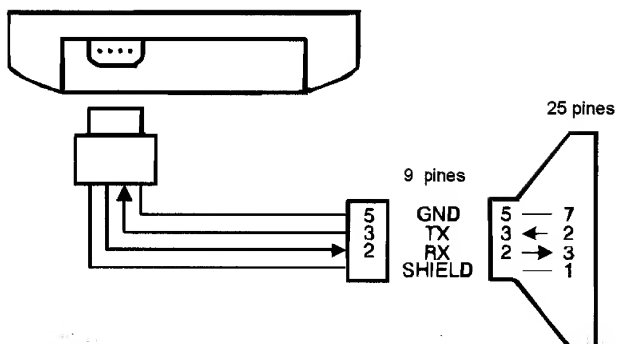 25 pines
9 pines
5 GND 5 — 7
3 TX 3 ← 2
2 RX 2 → 3
SHIELD — 1